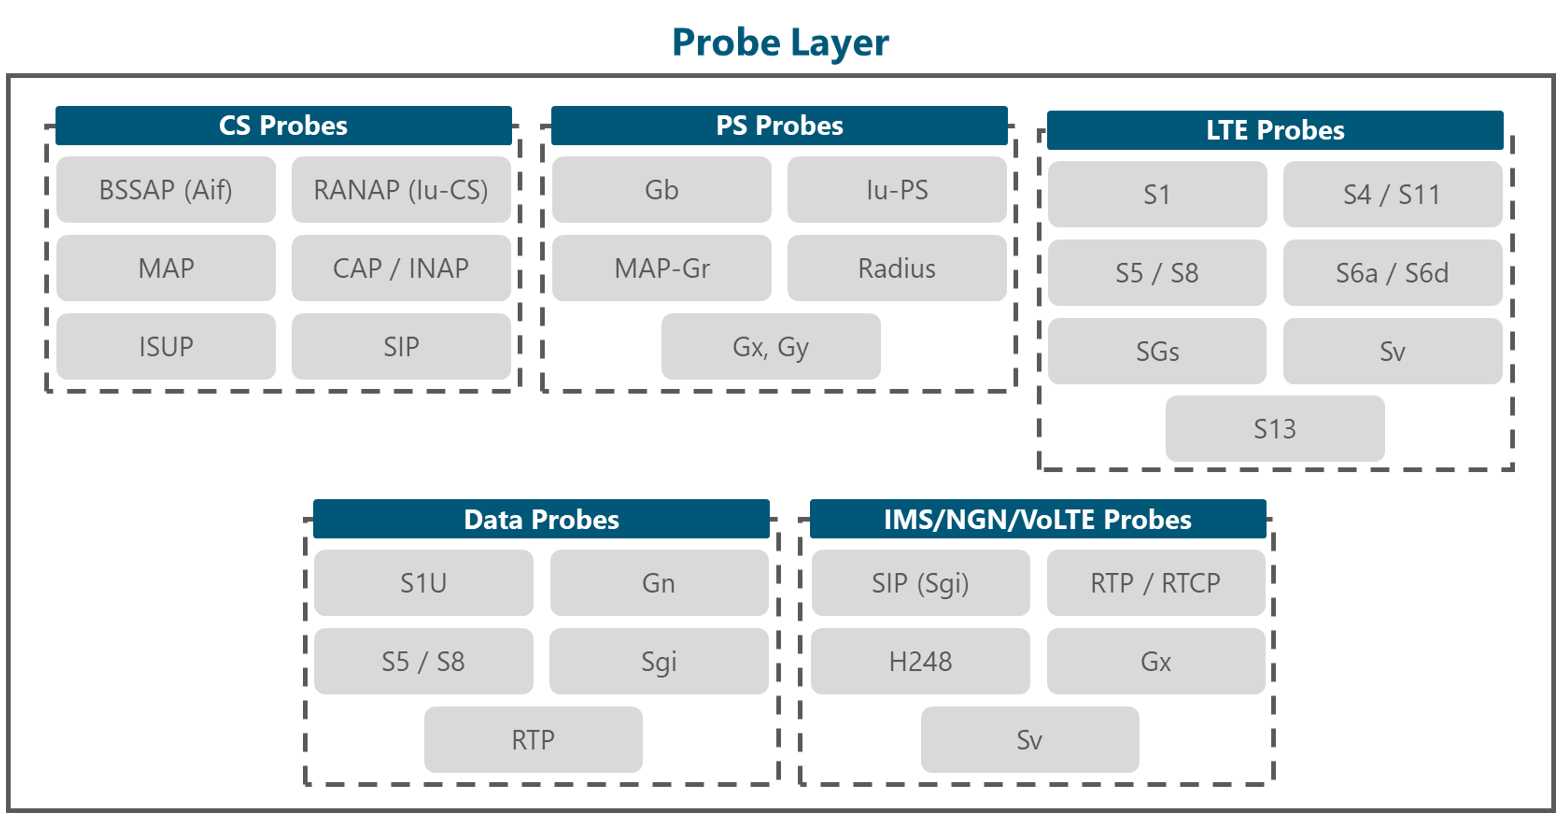 Probe Layer
CS Probes
BSSAP (Aif)
RANAP (Iu-CS)
MAP
CAP / INAP
ISUP
SIP
PS Probes
Gb
Iu-PS
MAP-Gr
Radius
Gx, Gy
LTE Probes
S1
S4 / S11
S5 / S8
S6a / S6d
SGs
Sv
S13
Data Probes
S1U
Gn
S5 / S8
Sgi
RTP
IMS/NGN/VoLTE Probes
SIP (Sgi)
RTP / RTCP
H248
Gx
Sv